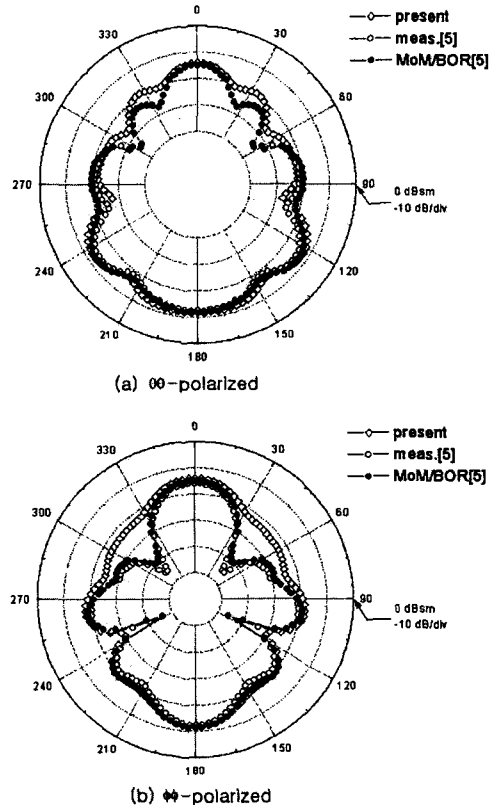 present
meas.[5]
MoM/BOR[5]
0
30
60
90
120
150
180
210
240
270
300
330
0 dBsm
-10 dB/div
(a) θθ-polarized
present
meas.[5]
MoM/BOR[5]
0
30
60
90
120
150
180
210
240
270
300
330
0 dBsm
-10 dB/div
(b) ϕϕ-polarized